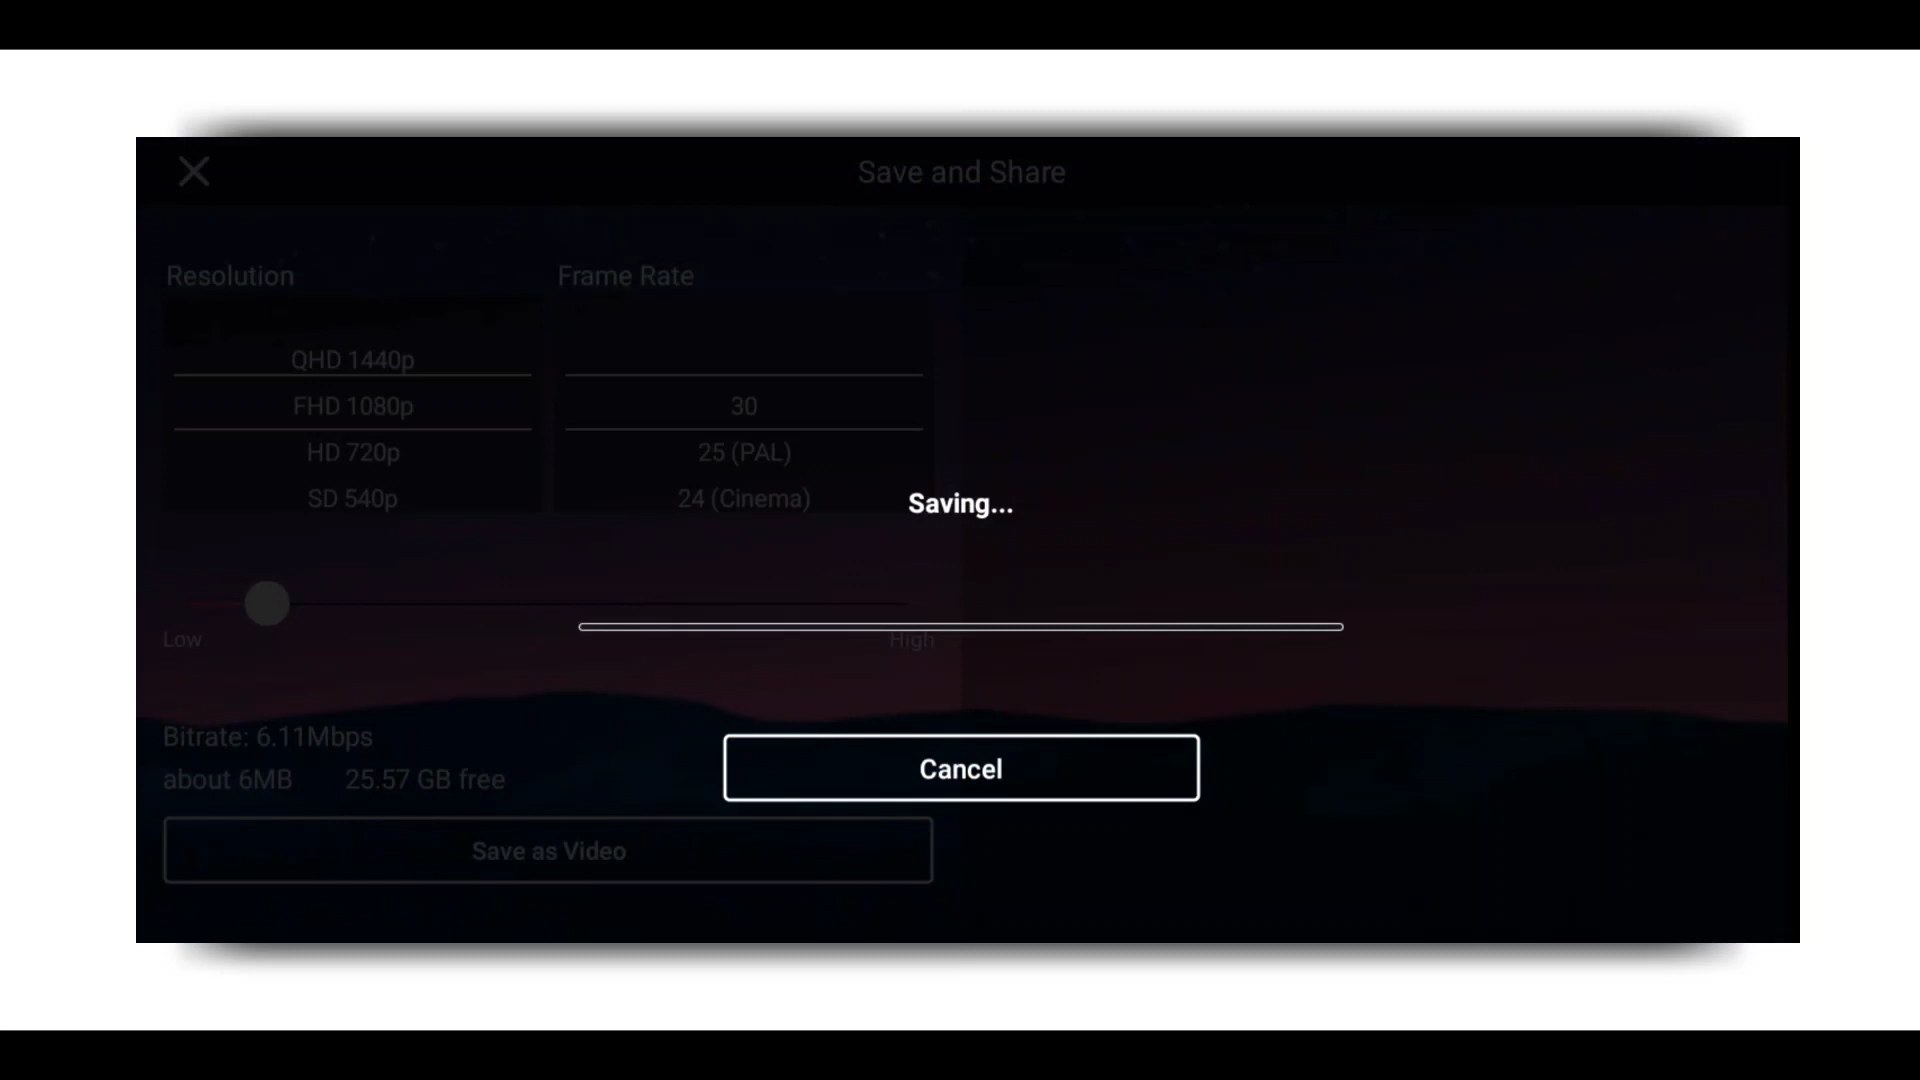 Save and Share
Resolution
Frame Rate
QHD 1440p
FHD 1080p
30
HD 720p
25 (PAL)
SD 540p
24 (Cinema)
Saving...
Low
High
Bitrate: 6.11Mbps
about 6MB 25.57 GB free
Cancel
Save as Video